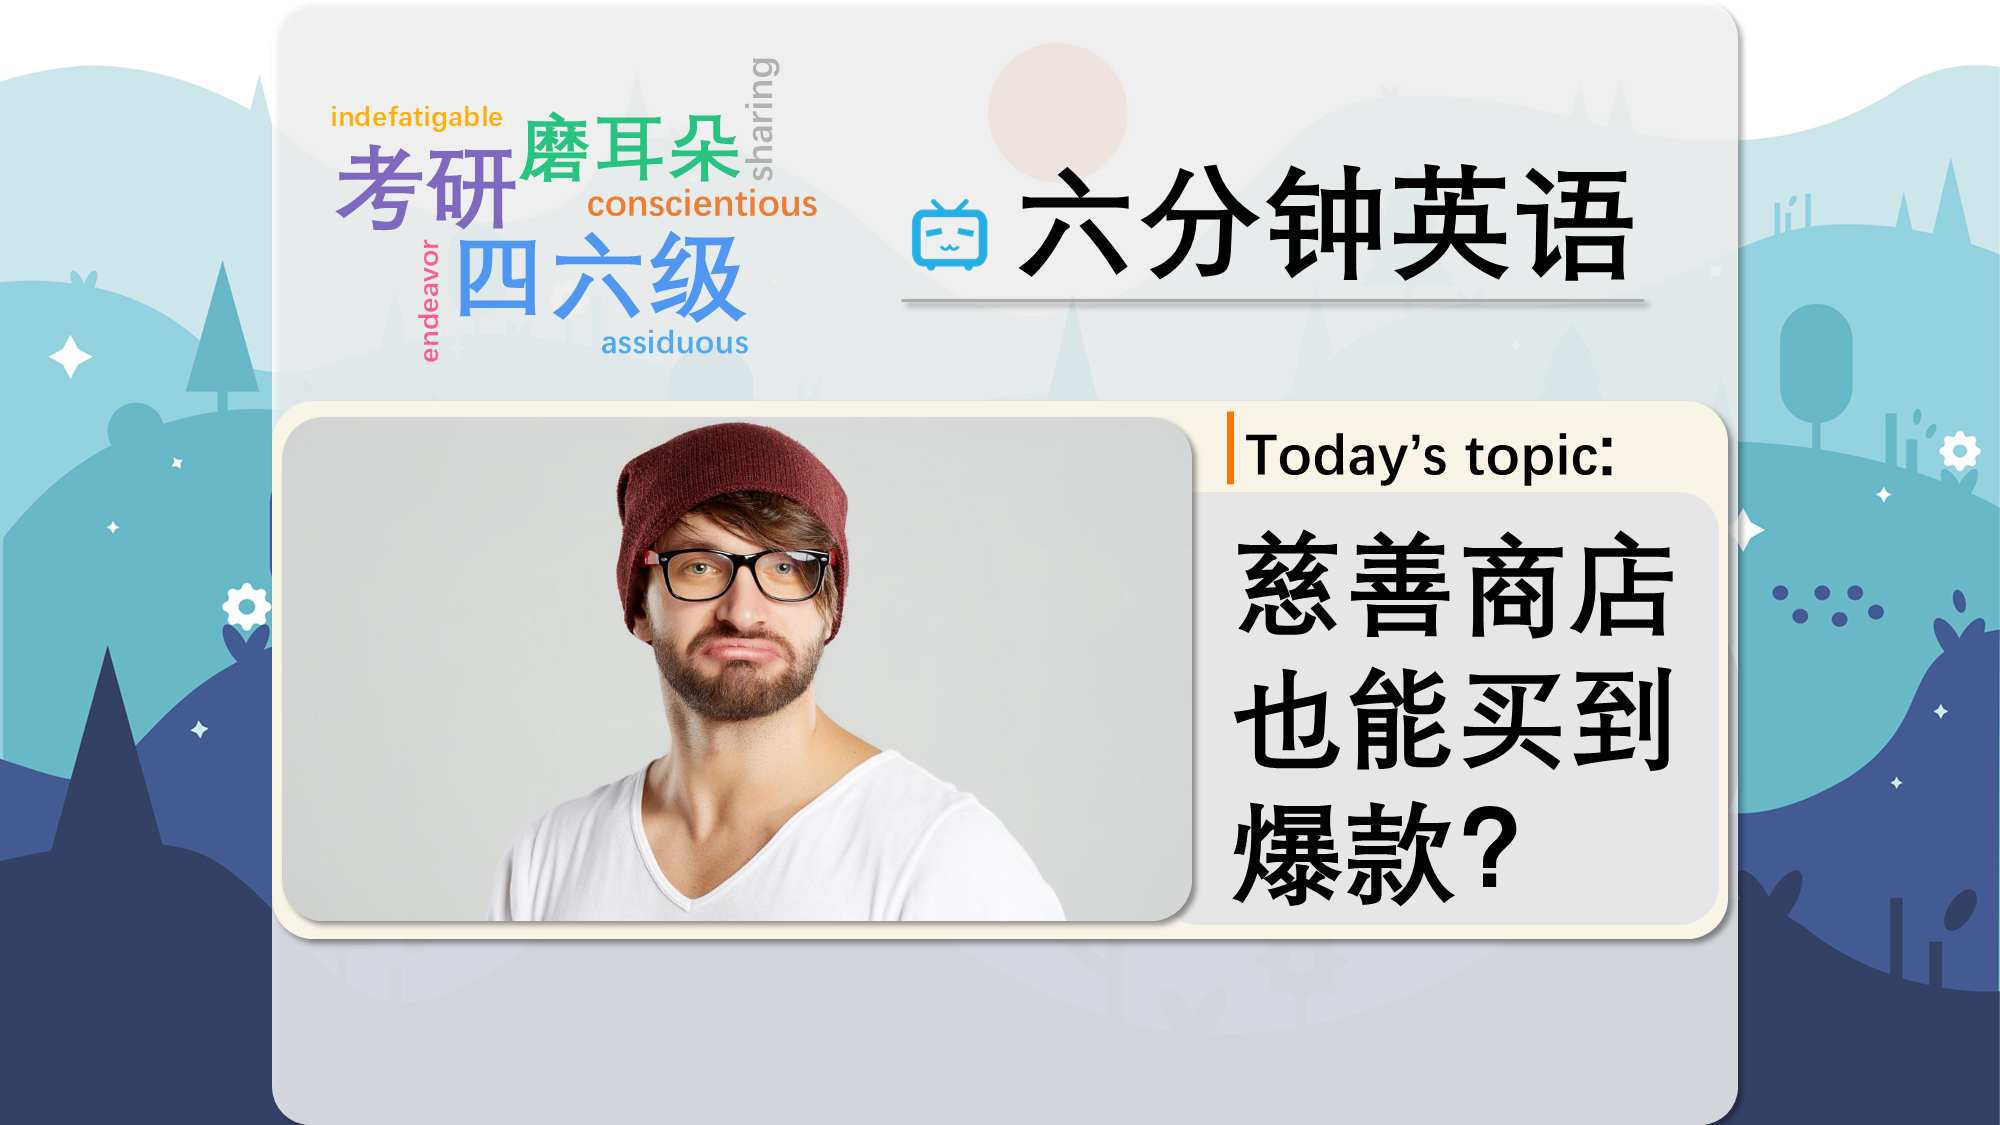 indefatigable
考研
磨耳朵
sharing
conscientious
endeavor
四六级
assiduous
六分钟英语
Today’s topic:
慈善商店
也能买到
爆款?